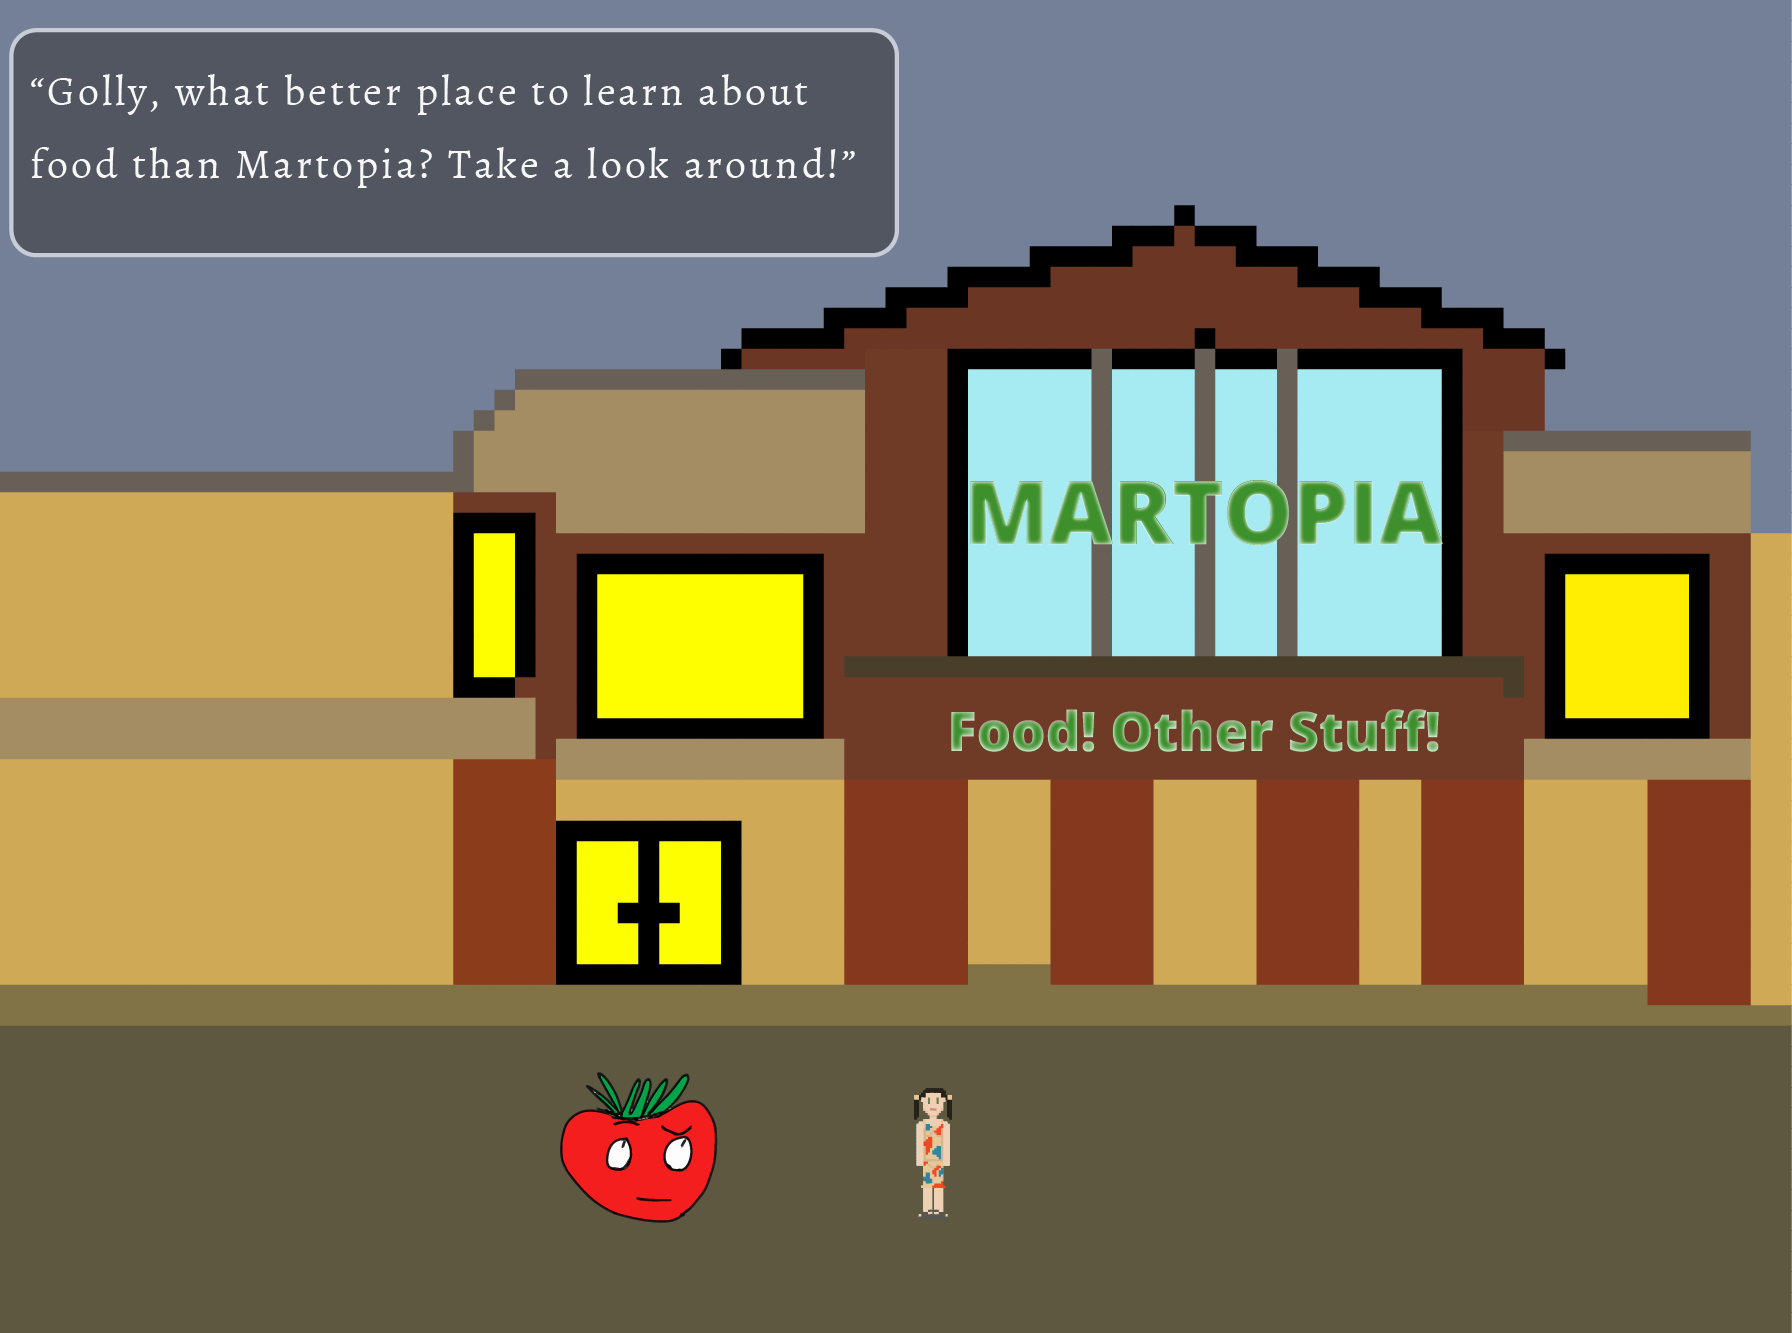 “Golly, what better place to learn about
food than Martopia? Take a look around!”
MARTOPIA
Food! Other Stuff!